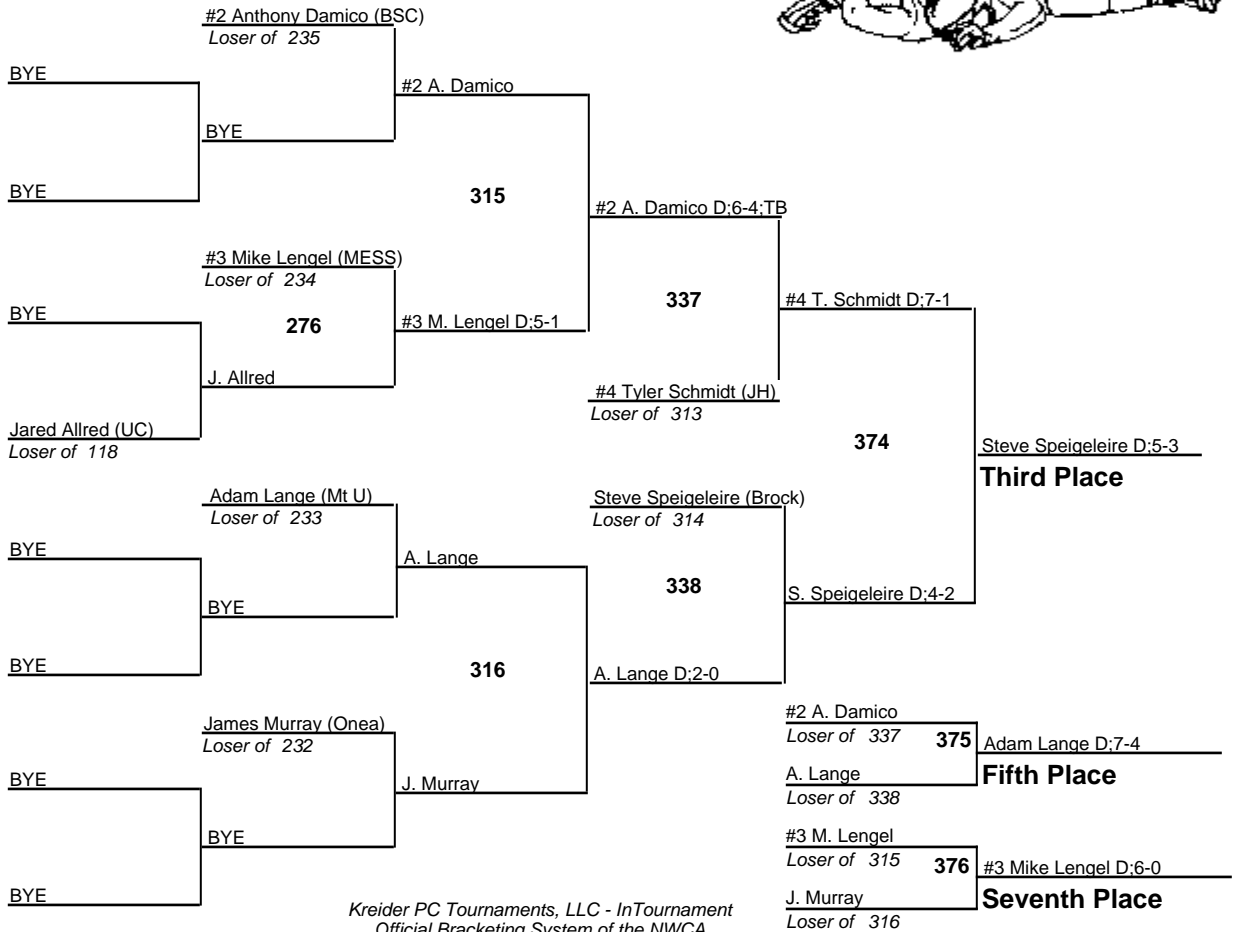 #2 Anthony Damico (BSC)
Loser of 235
BYE
#2 A. Damico
BYE
BYE
315
#2 A. Damico D;6-4;TB
#3 Mike Lengel (MESS)
Loser of 234
337
#4 T. Schmidt D;7-1
BYE
276
#3 M. Lengel D;5-1
J. Allred
#4 Tyler Schmidt (JH)
Loser of 313
Jared Allred (UC)
Loser of 118
374
Steve Speigeleire D;5-3
Third Place
Adam Lange (Mt U)
Loser of 233
Steve Speigeleire (Brock)
Loser of 314
BYE
A. Lange
338
S. Speigeleire D;4-2
BYE
BYE
316
A. Lange D;2-0
#2 A. Damico
Loser of 337
375
Adam Lange D;7-4
Fifth Place
A. Lange
Loser of 338
James Murray (Onea)
Loser of 232
BYE
J. Murray
BYE
#3 M. Lengel
Loser of 315
376
#3 Mike Lengel D;6-0
Seventh Place
J. Murray
Loser of 316
BYE
Kreider PC Tournaments, LLC - InTournament
Official Bracketing System of the NWCA